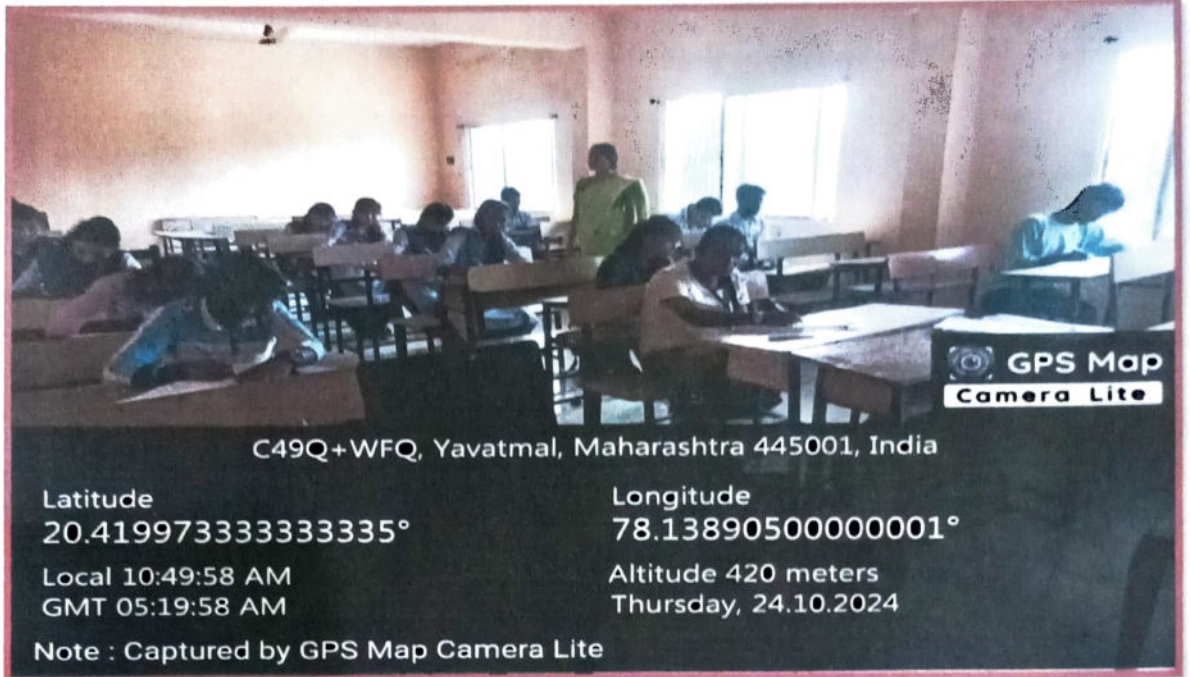 GPS Map
Camera Lite
C49Q+WFQ, Yavatmal, Maharashtra 445001, India
Latitude
20.419973333333335°
Longitude
78.13890500000001°
Local 10:49:58 AM
GMT 05:19:58 AM
Altitude 420 meters
Thursday, 24.10.2024
Note : Captured by GPS Map Camera Lite